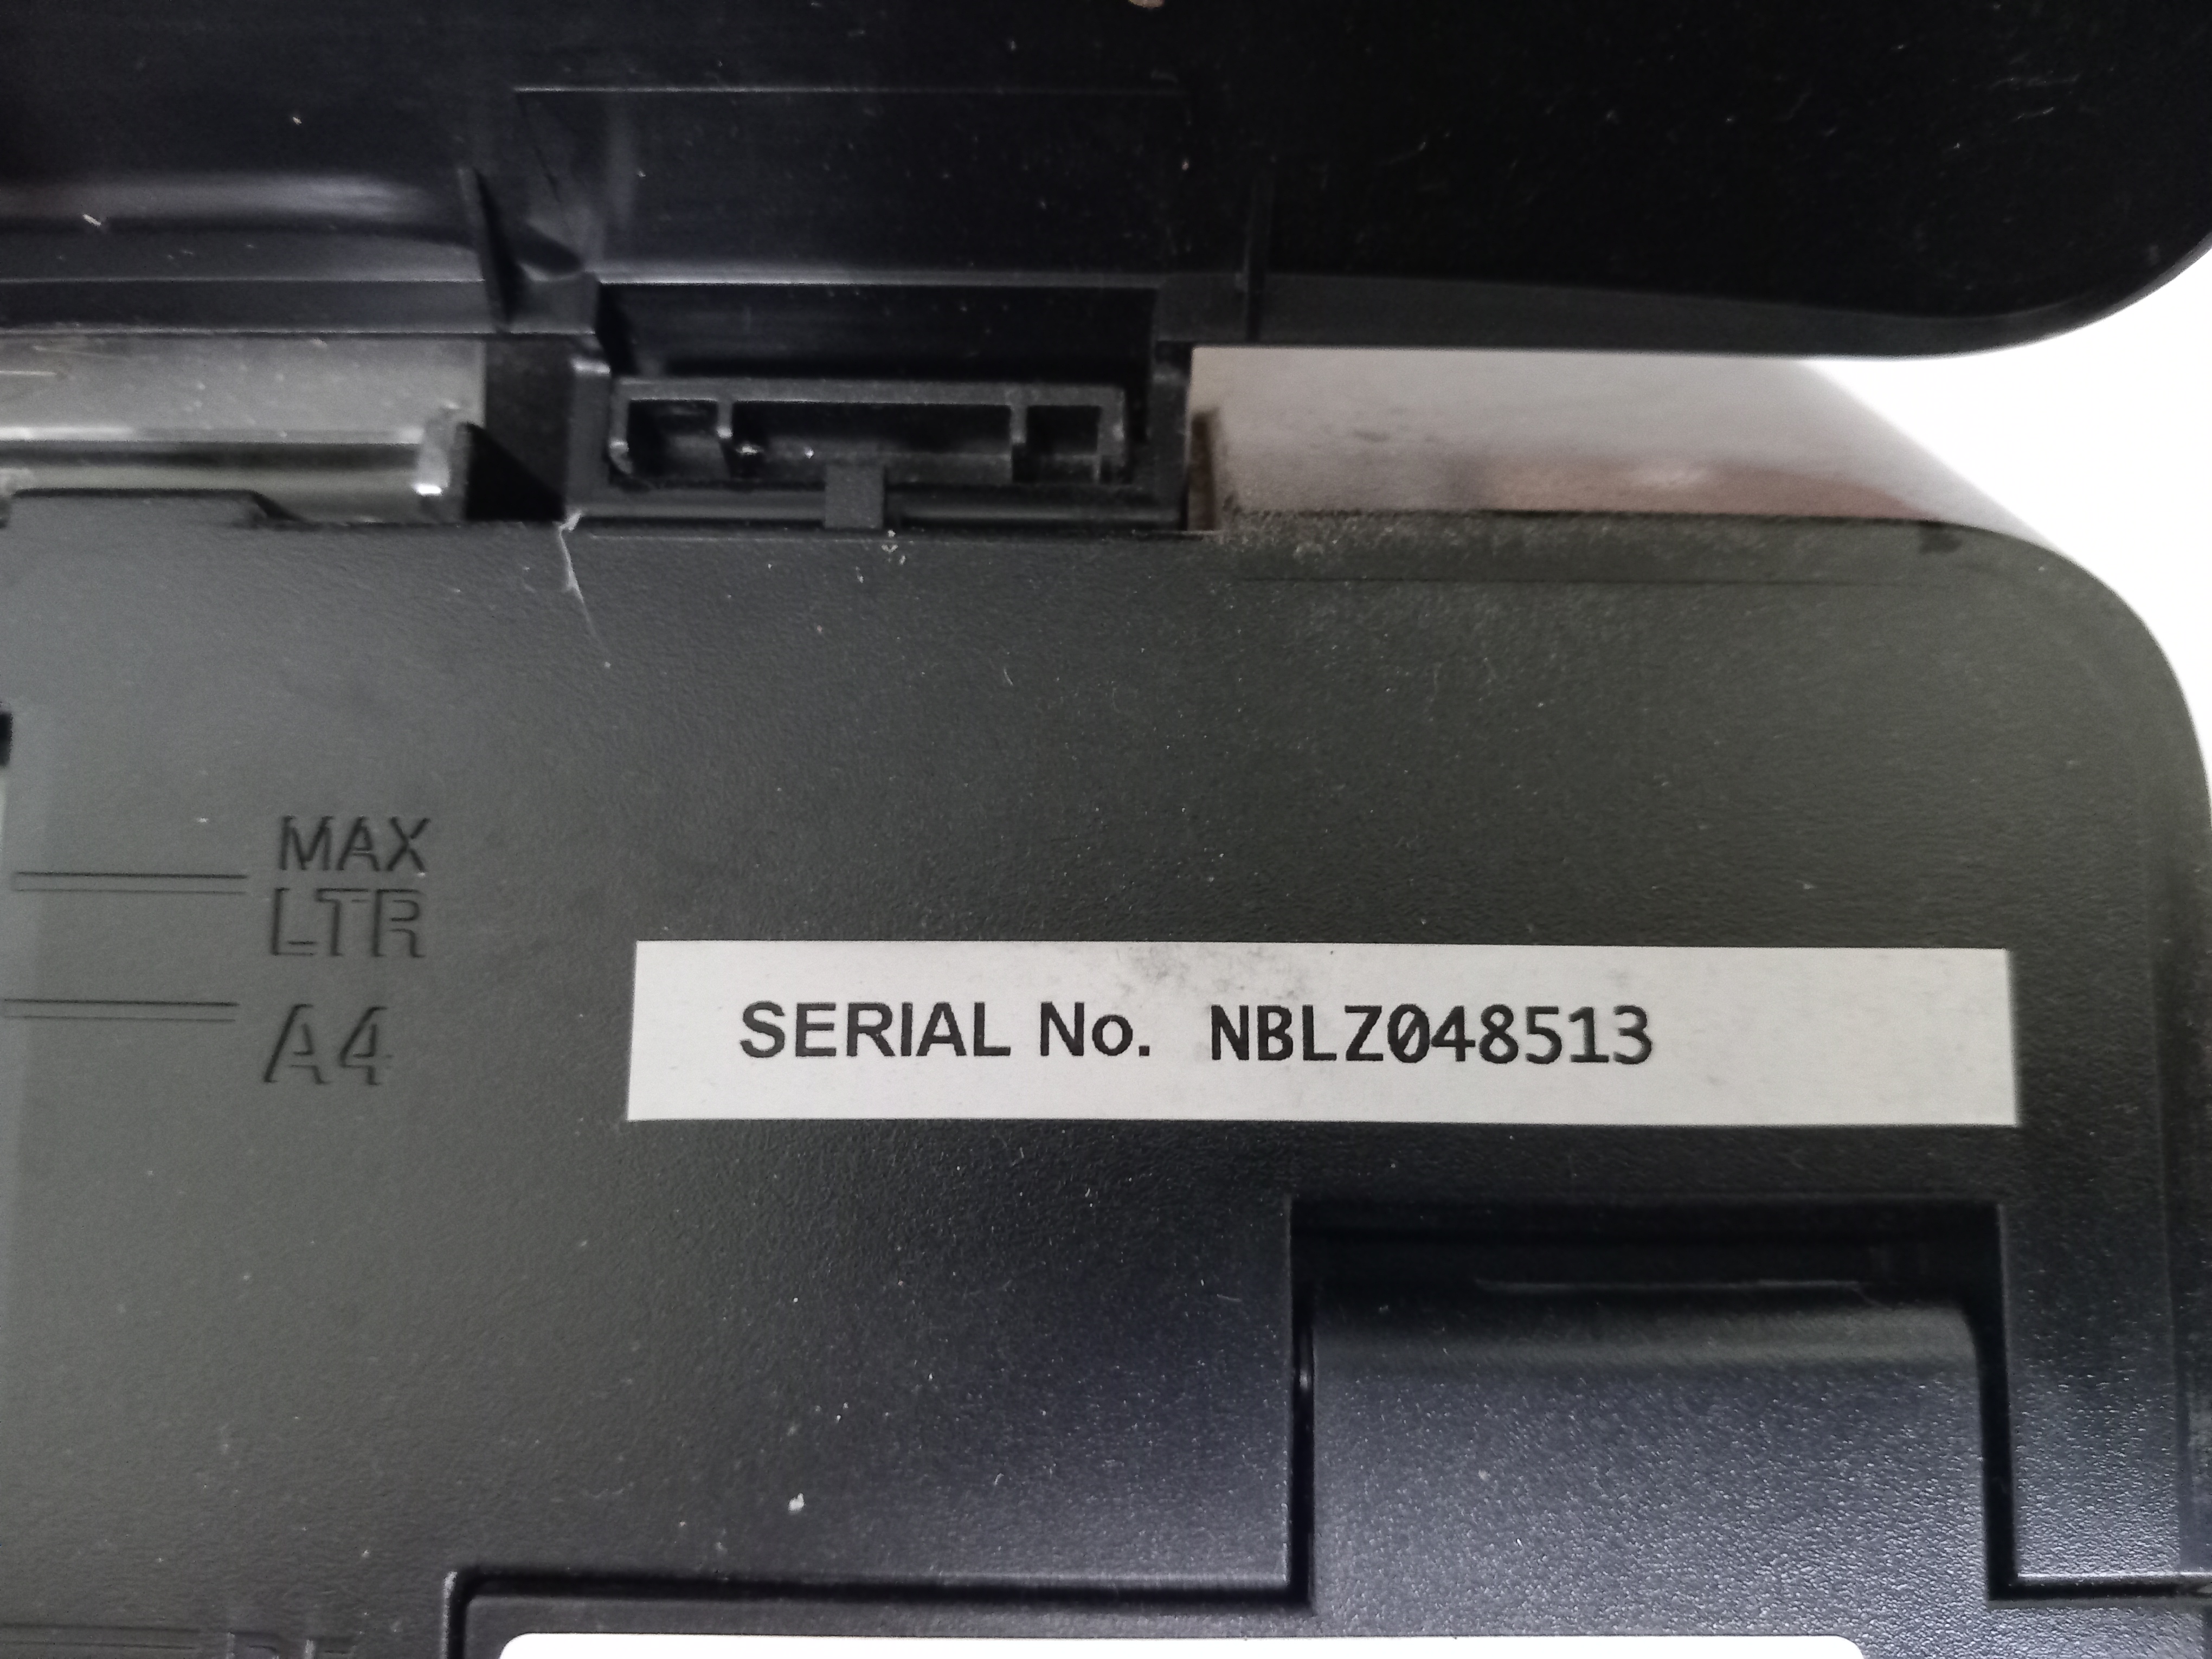 MAX
LTR
A4
SERIAL No. NBLZ048513